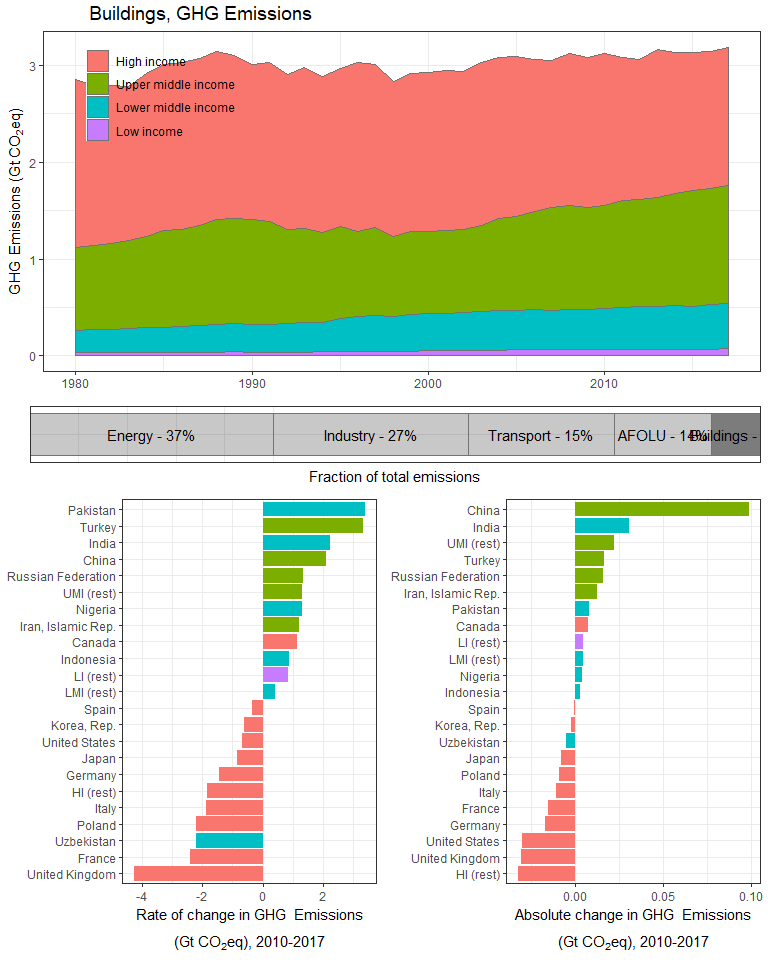 Buildings, GHG Emissions
GHG Emissions (Gt CO₂eq)
3
2
1
0
High income
Upper middle income
Lower middle income
Low income
1980 1990 2000 2010
Energy - 37% Industry - 27% Transport - 15% AFOLU - 14% Buildings -
Fraction of total emissions
Pakistan
Turkey
India
China
Russian Federation
UMI (rest)
Nigeria
Iran, Islamic Rep.
Canada
Indonesia
LI (rest)
LMI (rest)
Spain
Korea, Rep.
United States
Japan
Germany
HI (rest)
Italy
Poland
Uzbekistan
France
United Kingdom
-4 -2 0 2
Rate of change in GHG Emissions
(Gt CO₂eq), 2010-2017
China
India
UMI (rest)
Turkey
Russian Federation
Iran, Islamic Rep.
Pakistan
Canada
LI (rest)
LMI (rest)
Nigeria
Indonesia
Spain
Korea, Rep.
Uzbekistan
Japan
Poland
Italy
France
Germany
United States
United Kingdom
HI (rest)
0.00 0.05 0.10
Absolute change in GHG Emissions
(Gt CO₂eq), 2010-2017